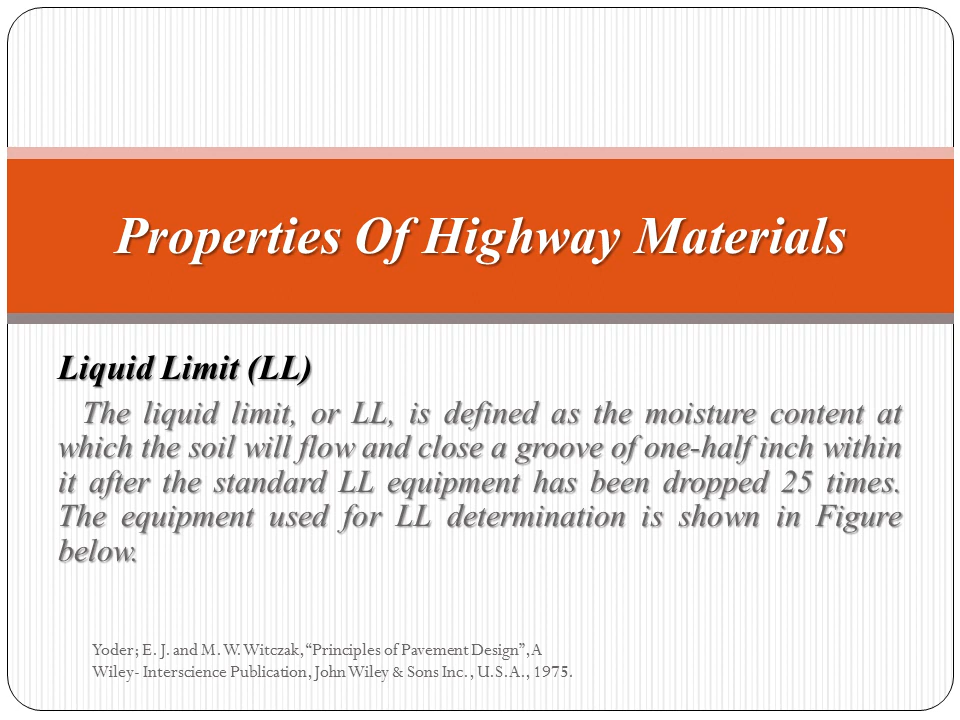 Properties Of Highway Materials
Liquid Limit (LL)
The liquid limit, or LL, is defined as the moisture content at
which the soil will flow and close a groove of one-half inch within
it after the standard LL equipment has been dropped 25 times.
The equipment used for LL determination is shown in Figure
below.
Yoder; E. J. and M. W. Witczak, “Principles of Pavement Design”, A
Wiley- Interscience Publication, John Wiley & Sons Inc., U.S.A., 1975.